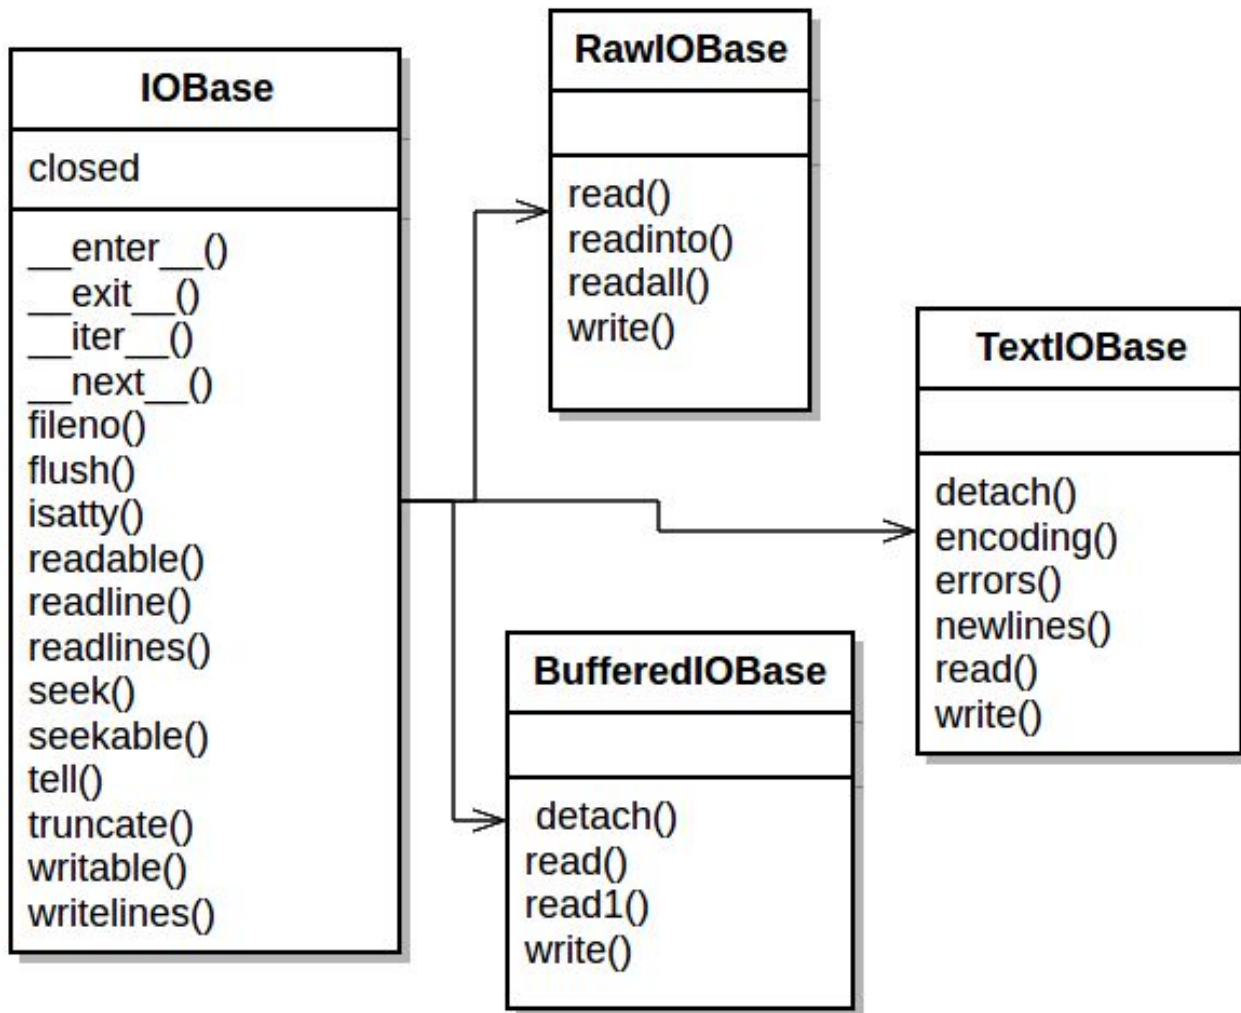 IOBase
closed
__enter__()
__exit__()
__iter__()
__next__()
fileno()
flush()
isatty()
readable()
readline()
readlines()
seek()
seekable()
tell()
truncate()
writable()
writelines()
RawIOBase
read()
readinto()
readall()
write()
TextIOBase
detach()
encoding()
errors()
newlines()
read()
write()
BufferedIOBase
detach()
read()
read1()
write()